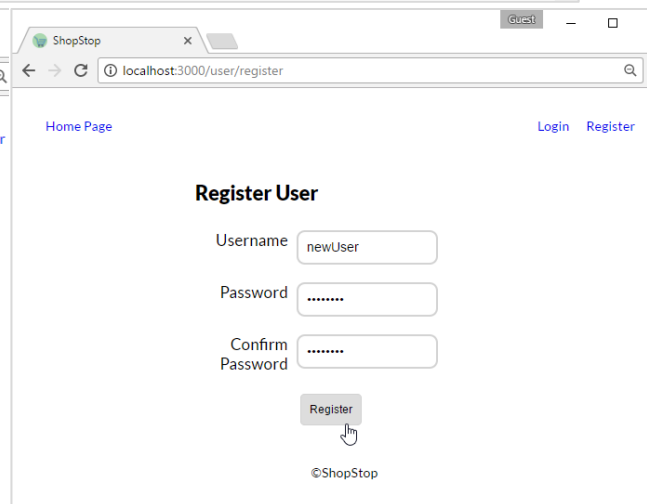 Guest
ShopStop
localhost:3000/user/register
r
Home Page Login Register
Register User
Username newUser
Password ••••••••
Confirm
Password ••••••••
Register
©ShopStop